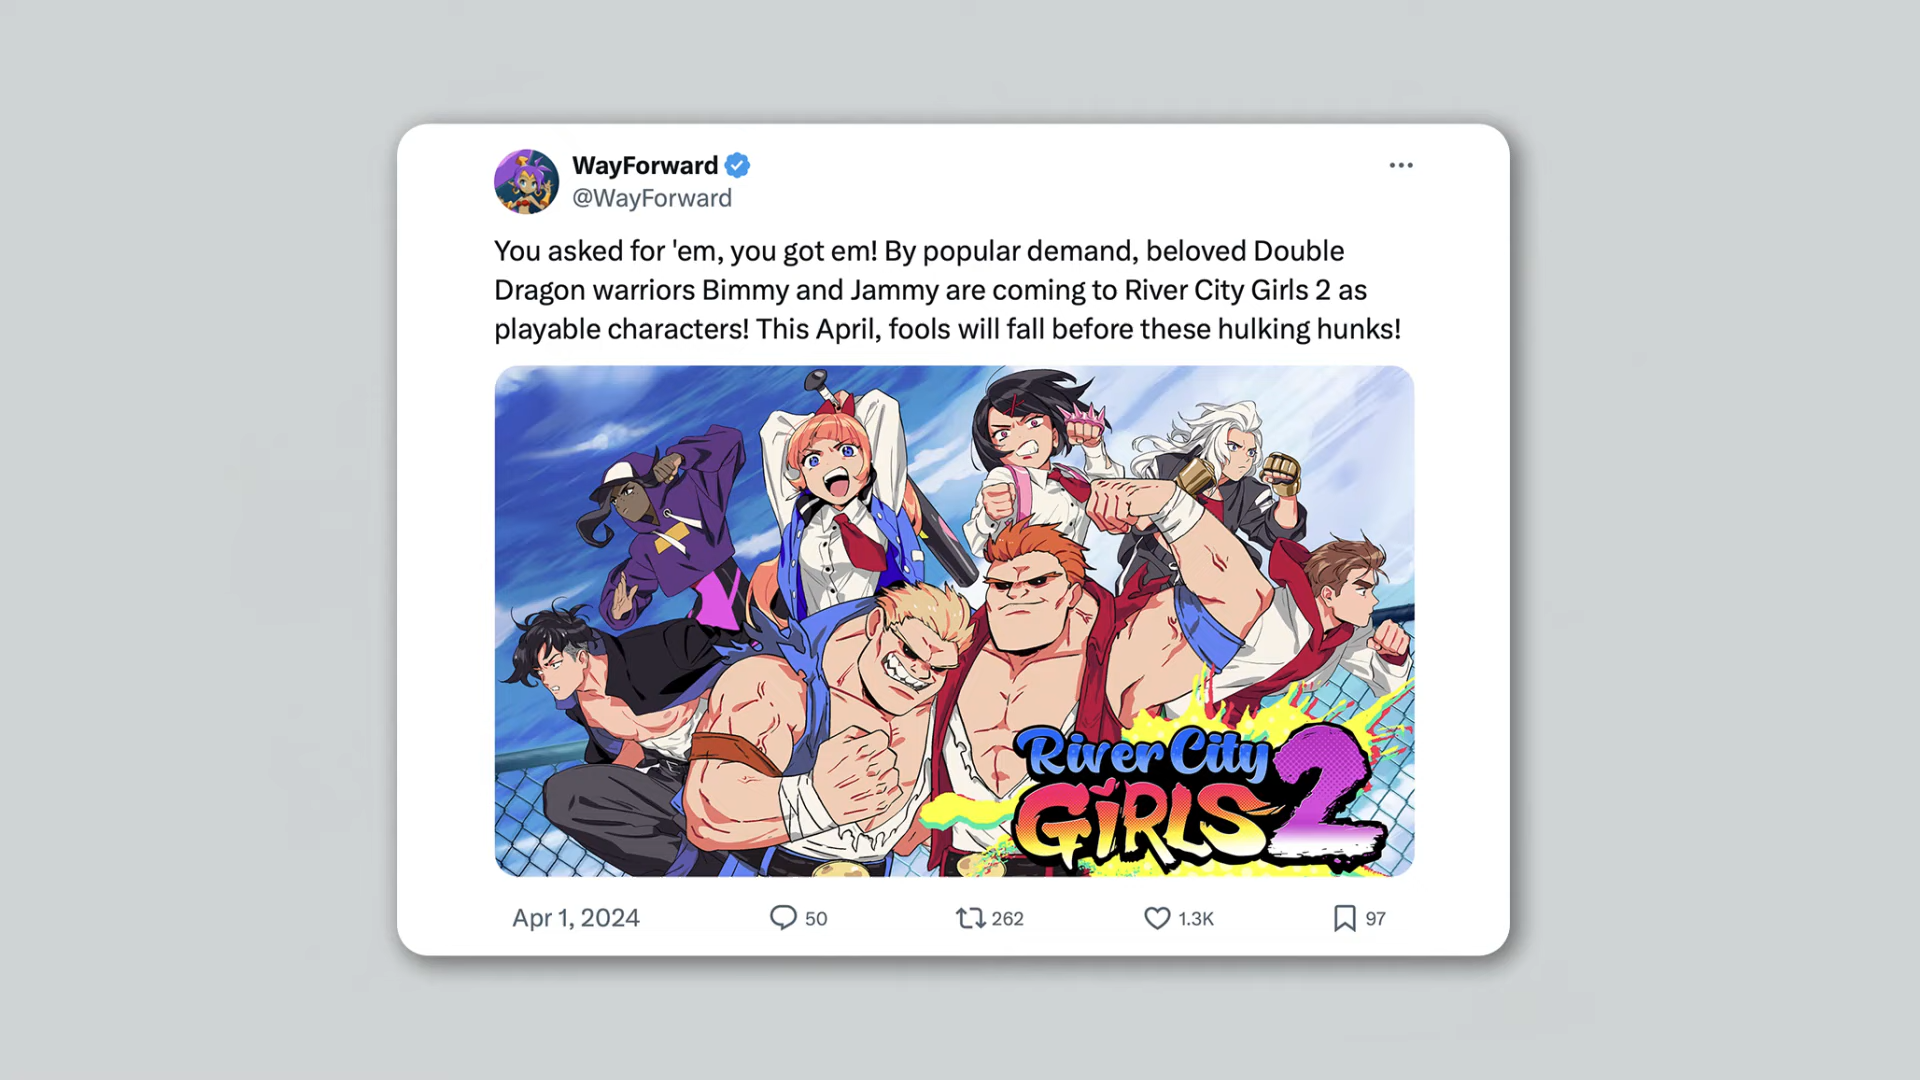 WayForward
@WayForward
You asked for 'em, you got em! By popular demand, beloved Double
Dragon warriors Bimmy and Jammy are coming to River City Girls 2 as
playable characters! This April, fools will fall before these hulking hunks!
River City
GiRLS 2
Apr 1, 2024
50
262
1.3K
97